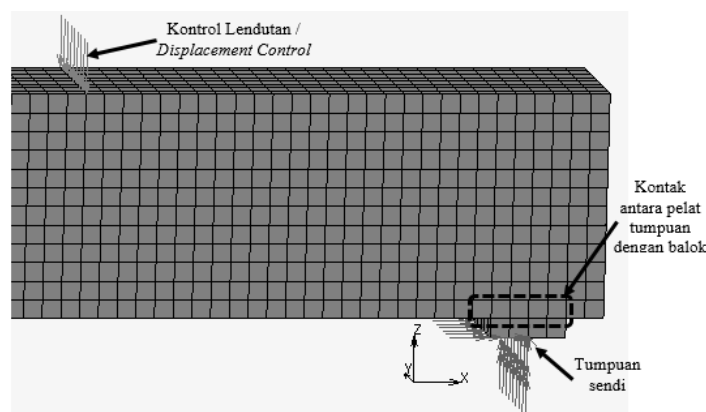 Kontrol Lendutan /
Displacement Control
Kontak
antara pelat
tumpuan
dengan balok
Z
Y
X
Tumpuan
sendi